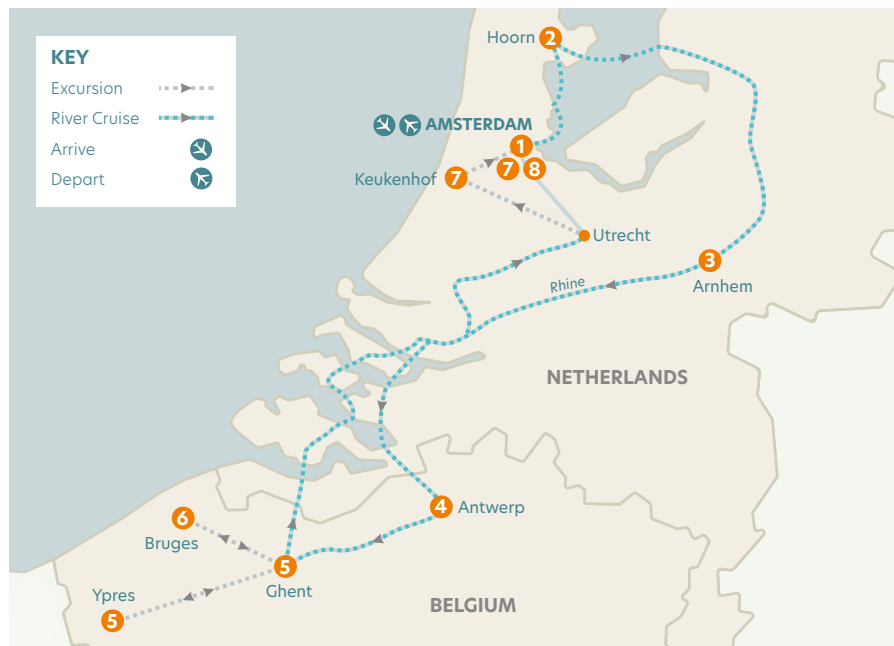 KEY
Excursion
River Cruise
Arrive
Depart
Hoorn 2
AMSTERDAM
1
7 8
Keukenhof 7
Utrecht
3
Arnhem
Rhine
NETHERLANDS
4 Antwerp
6
Bruges
5
Ghent
Ypres
5
BELGIUM